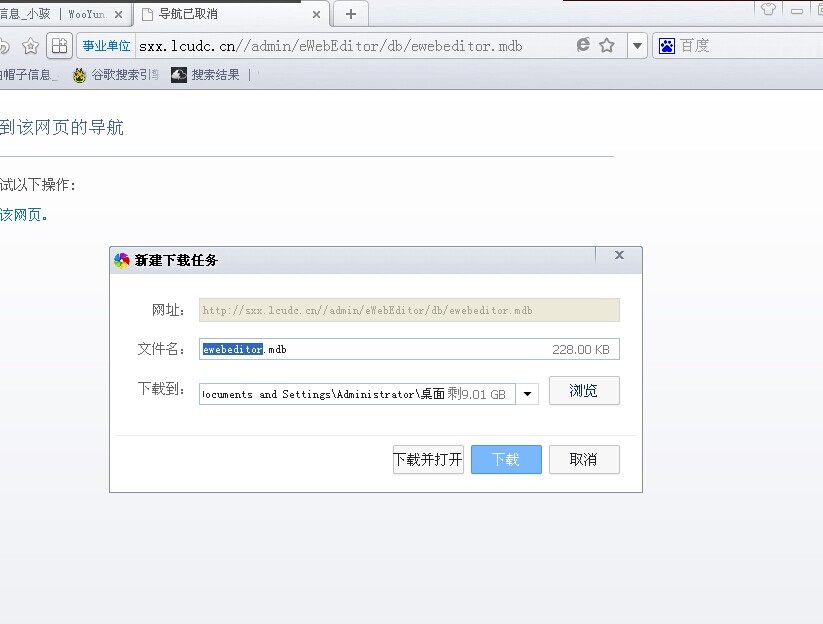 信息_小骇 | WooYun. 导航已取消
事业单位 sxx.lcudc.cn//admin/eWebEditor/db/ewebeditor.mdb 百度
帽子信息_ 谷歌搜索引擎 搜索结果
到该网页的导航
试以下操作:
该网页。
新建下载任务
网址: http://sxx.lcudc.cn//admin/eWebEditor/db/ewebeditor.mdb
文件名: ewebeditor.mdb 228.00 KB
下载到: ocuments and Settings\Administrator\桌面 剩9.01 GB 浏览
下载并打开 下载 取消